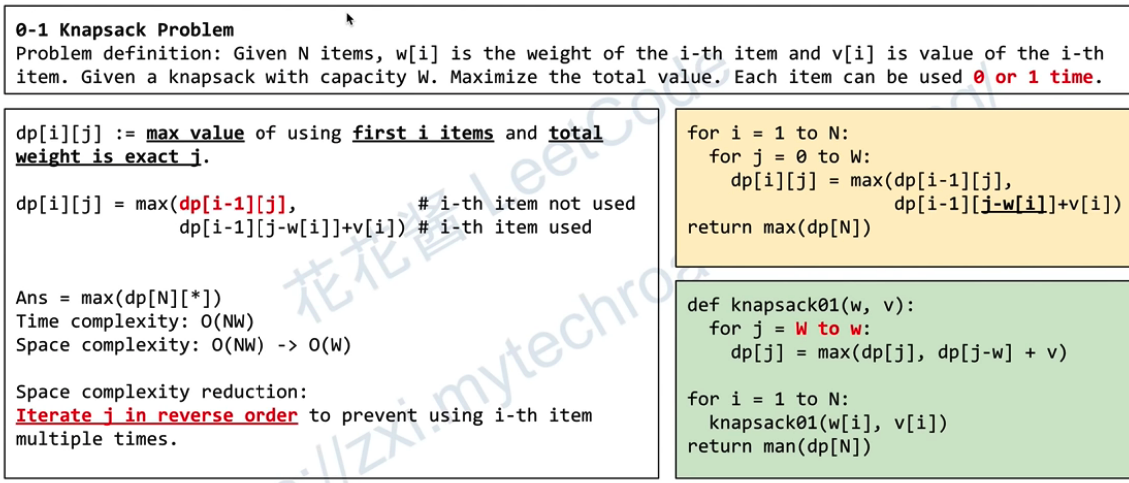 0-1 Knapsack Problem
Problem definition: Given N items, w[i] is the weight of the i-th item and v[i] is value of the i-th
item. Given a knapsack with capacity W. Maximize the total value. Each item can be used 0 or 1 time.
dp[i][j] := max value of using first i items and total
weight is exact j.
dp[i][j] = max(dp[i-1][j], # i-th item not used
dp[i-1][j-w[i]]+v[i]) # i-th item used
Ans = max(dp[N][*])
Time complexity: O(NW)
Space complexity: O(NW) -> O(W)
Space complexity reduction:
Iterate j in reverse order to prevent using i-th item
multiple times.
for i = 1 to N:
for j = 0 to W:
dp[i][j] = max(dp[i-1][j],
dp[i-1][j-w[i]]+v[i])
return max(dp[N])
def knapsack01(w, v):
for j = W to w:
dp[j] = max(dp[j], dp[j-w] + v)
for i = 1 to N:
knapsack01(w[i], v[i])
return man(dp[N])
花花酱 LeetCode
://zxi.mytechroa